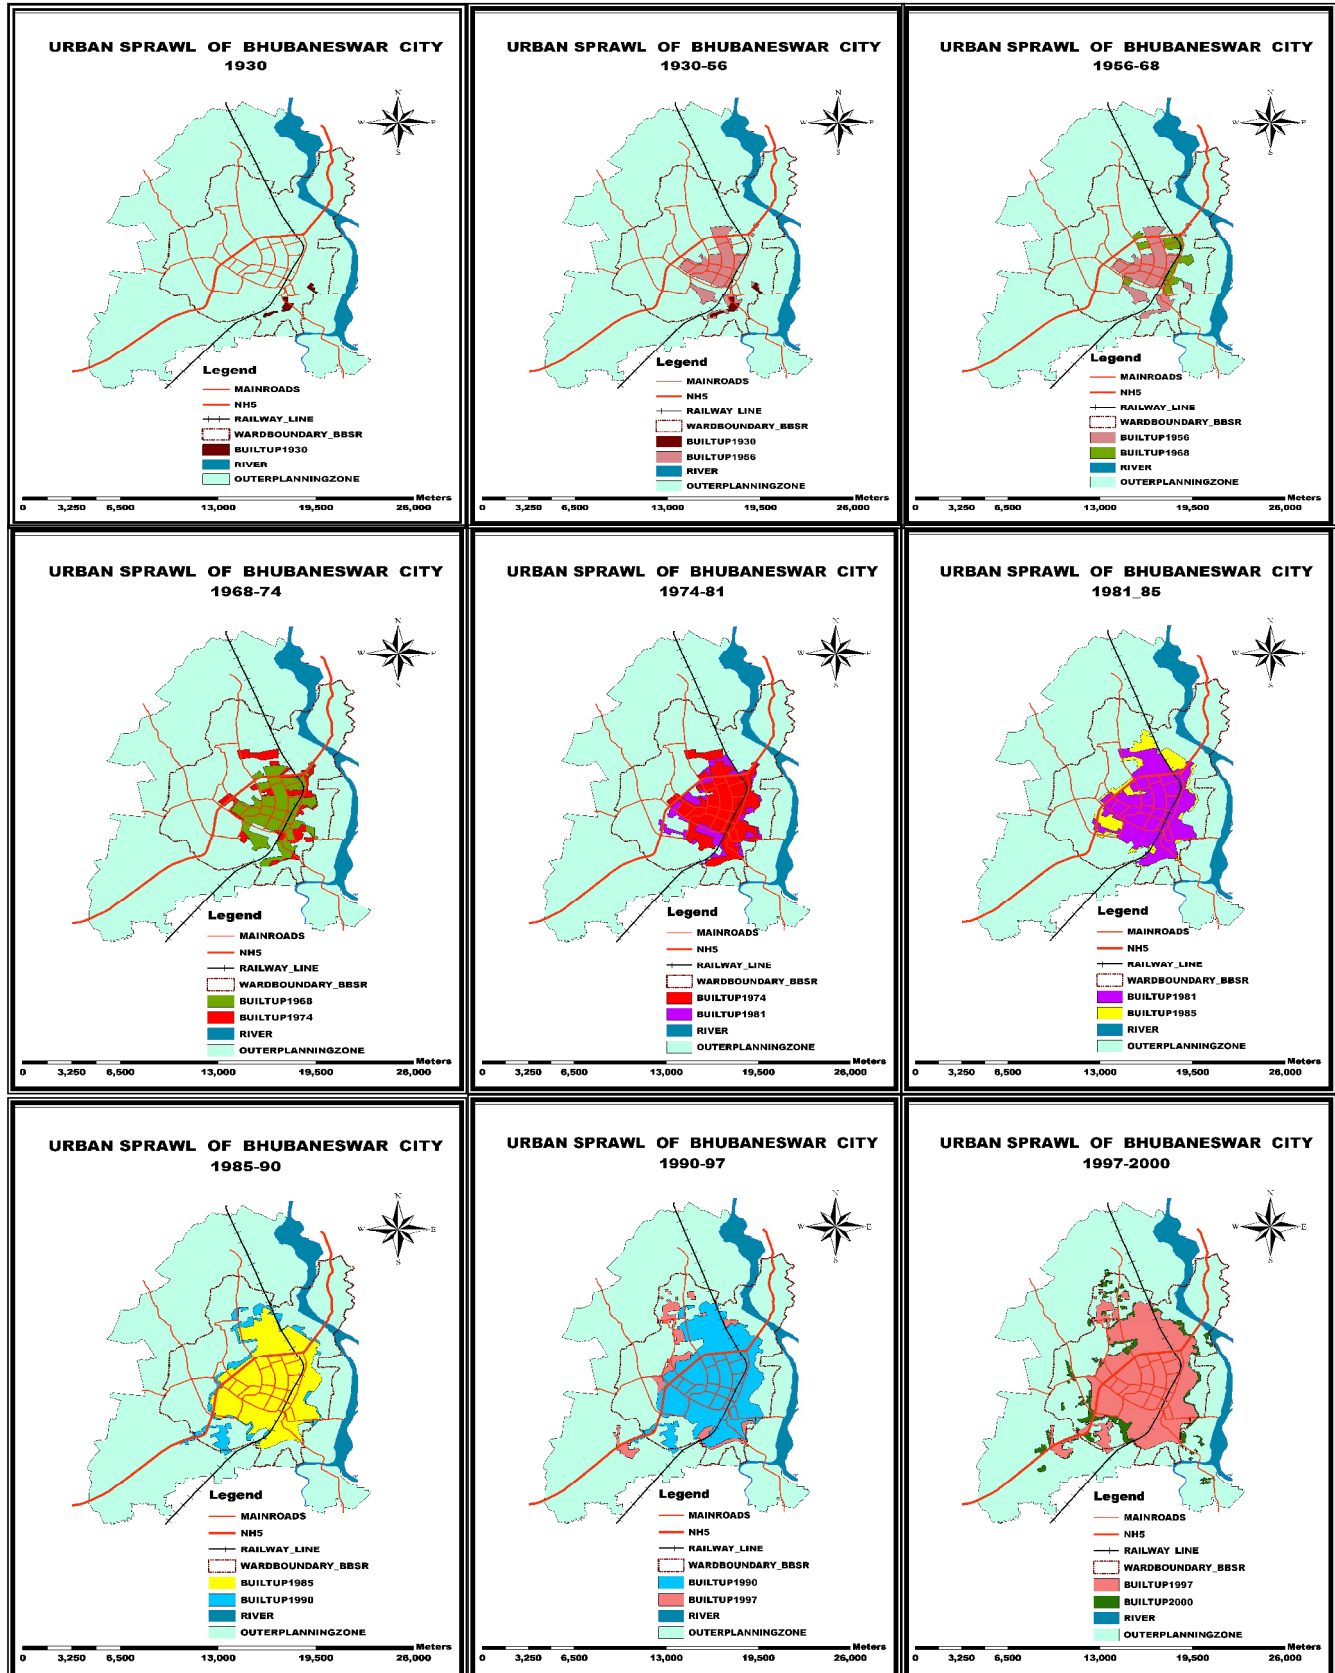 URBAN SPRAWL OF BHUBANESWAR CITY
1930
N
W
E
S
Legend
MAINROADS
NH5
RAILWAY_LINE
WARDBOUNDARY_BBSR
BUILTUP1930
RIVER
OUTERPLANNINGZONE
Meters
0 3,250 6,500 13,000 19,500 26,000
URBAN SPRAWL OF BHUBANESWAR CITY
1930-56
N
W
E
S
Legend
MAINROADS
NH5
RAILWAY_LINE
WARDBOUNDARY_BBSR
BUILTUP1930
BUILTUP1956
RIVER
OUTERPLANNINGZONE
Meters
0 3,250 6,500 13,000 19,500 26,000
URBAN SPRAWL OF BHUBANESWAR CITY
1956-68
N
W
E
S
Legend
MAINROADS
NH5
RAILWAY_LINE
WARDBOUNDARY_BBSR
BUILTUP1956
BUILTUP1968
RIVER
OUTERPLANNINGZONE
Meters
0 3,250 6,500 13,000 19,500 26,000
URBAN SPRAWL OF BHUBANESWAR CITY
1968-74
N
W
E
S
Legend
MAINROADS
NH5
RAILWAY_LINE
WARDBOUNDARY_BBSR
BUILTUP1968
BUILTUP1974
RIVER
OUTERPLANNINGZONE
Meters
0 3,250 6,500 13,000 19,500 26,000
URBAN SPRAWL OF BHUBANESWAR CITY
1974-81
N
W
E
S
Legend
MAINROADS
NH5
RAILWAY_LINE
WARDBOUNDARY_BBSR
BUILTUP1974
BUILTUP1981
RIVER
OUTERPLANNINGZONE
Meters
0 3,250 6,500 13,000 19,500 26,000
URBAN SPRAWL OF BHUBANESWAR CITY
1981_85
N
W
E
S
Legend
MAINROADS
NH5
RAILWAY_LINE
WARDBOUNDARY_BBSR
BUILTUP1981
BUILTUP1985
RIVER
OUTERPLANNINGZONE
Meters
0 3,250 6,500 13,000 19,500 26,000
URBAN SPRAWL OF BHUBANESWAR CITY
1985-90
N
W
E
S
Legend
MAINROADS
NH5
RAILWAY_LINE
WARDBOUNDARY_BBSR
BUILTUP1985
BUILTUP1990
RIVER
OUTERPLANNINGZONE
Meters
0 3,250 6,500 13,000 19,500 26,000
URBAN SPRAWL OF BHUBANESWAR CITY
1990-97
N
W
E
S
Legend
MAINROADS
NH5
RAILWAY_LINE
WARDBOUNDARY_BBSR
BUILTUP1990
BUILTUP1997
RIVER
OUTERPLANNINGZONE
Meters
0 3,250 6,500 13,000 19,500 26,000
URBAN SPRAWL OF BHUBANESWAR CITY
1997-2000
N
W
E
S
Legend
MAINROADS
NH5
RAILWAY_LINE
WARDBOUNDARY_BBSR
BUILTUP1997
BUILTUP2000
RIVER
OUTERPLANNINGZONE
Meters
0 3,250 6,500 13,000 19,500 26,000